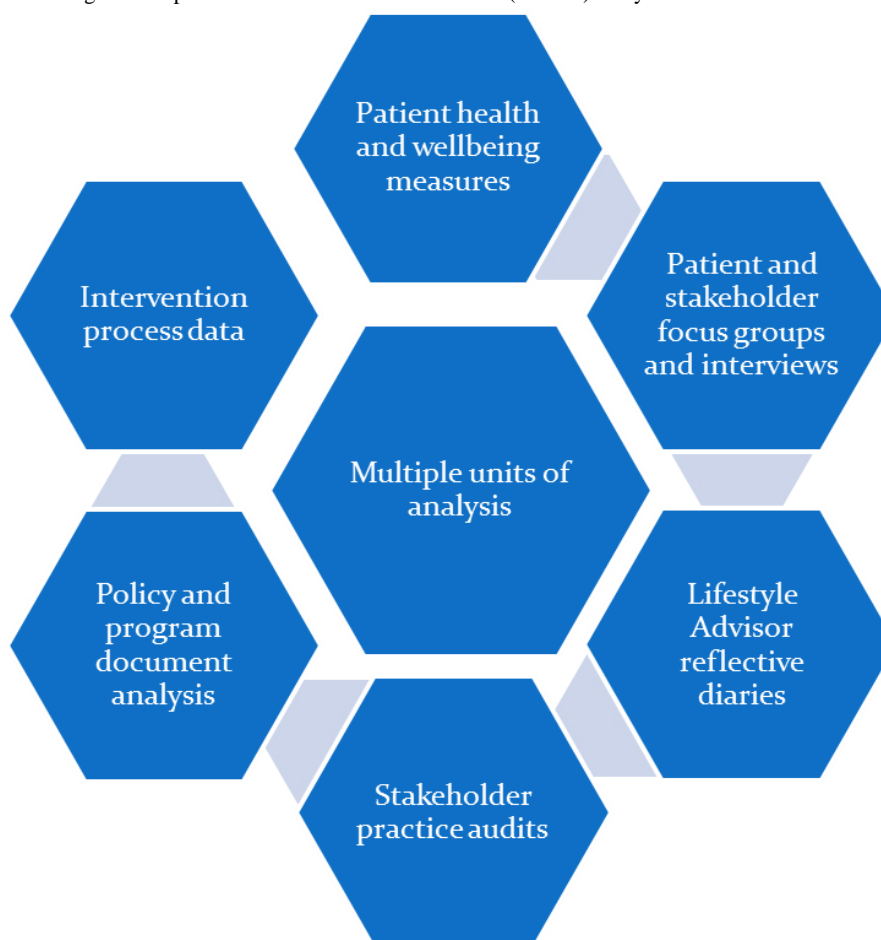 Patient health
and wellbeing
measures
Patient and
stakeholder
focus groups
and interviews
Intervention
process data
Multiple units of
analysis
Lifestyle
Advisor
reflective
diaries
Policy and
program
document
analysis
Stakeholder
practice audits